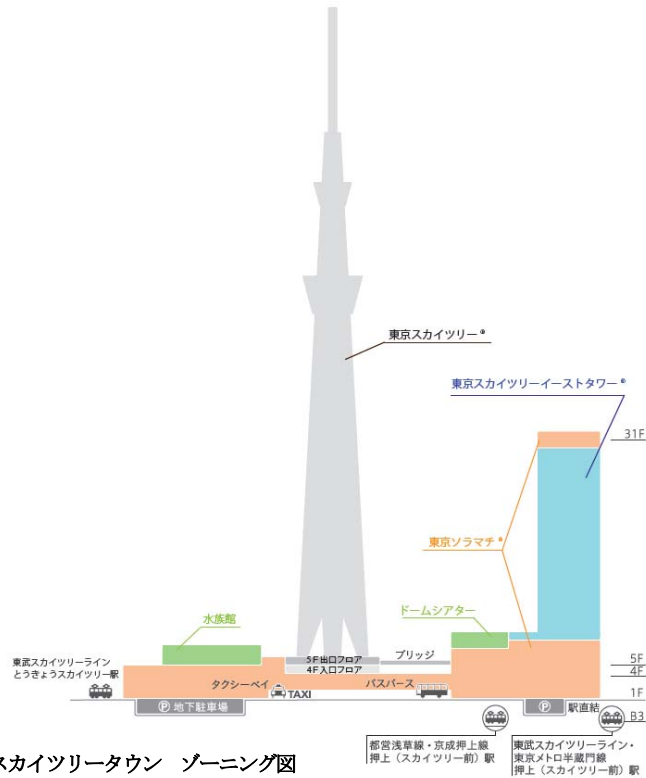 東京スカイツリー®
東京スカイツリーイーストタワー®
31F
東京ソラマチ®
水族館
ドームシアター
東武スカイツリーライン
とうきょうスカイツリー駅
5F出口フロア
4F入口フロア
ブリッジ
5F
4F
タクシーベイ
TAXI
バスバース
1F
P 地下駐車場
P
駅直結
B3
都営浅草線・京成押上線
押上（スカイツリー前）駅
東武スカイツリーライン・
東京メトロ半蔵門線
押上（スカイツリー前）駅
スカイツリータウン　ゾーニング図